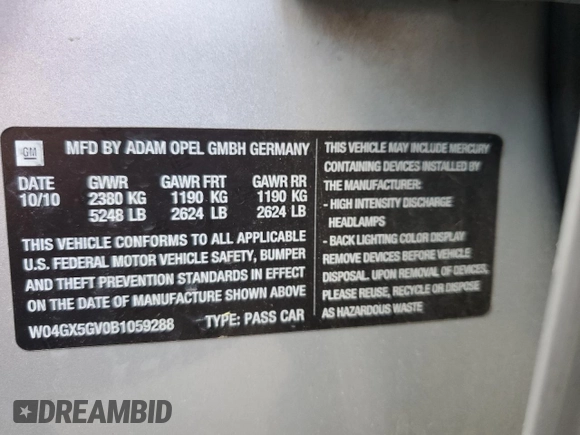 GM
MFD BY ADAM OPEL GMBH GERMANY
DATE GVWR GAWR FRT GAWR RR
10/10 2380 KG 1190 KG 1190 KG
5248 LB 2624 LB 2624 LB
THIS VEHICLE CONFORMS TO ALL APPLICABLE
U.S. FEDERAL MOTOR VEHICLE SAFETY, BUMPER
AND THEFT PREVENTION STANDARDS IN EFFECT
ON THE DATE OF MANUFACTURE SHOWN ABOVE
W04GX5GV0B1059288 TYPE: PASS CAR
THIS VEHICLE MAY INCLUDE MERCURY
CONTAINING DEVICES INSTALLED BY
THE MANUFACTURER:
- HIGH INTENSITY DISCHARGE
HEADLAMPS
- BACK LIGHTING COLOR DISPLAY
REMOVE DEVICES BEFORE VEHICLE
DISPOSAL. UPON REMOVAL OF DEVICES,
PLEASE REUSE, RECYCLE OR DISPOSE
AS HAZARDOUS WASTE
DREAMBID